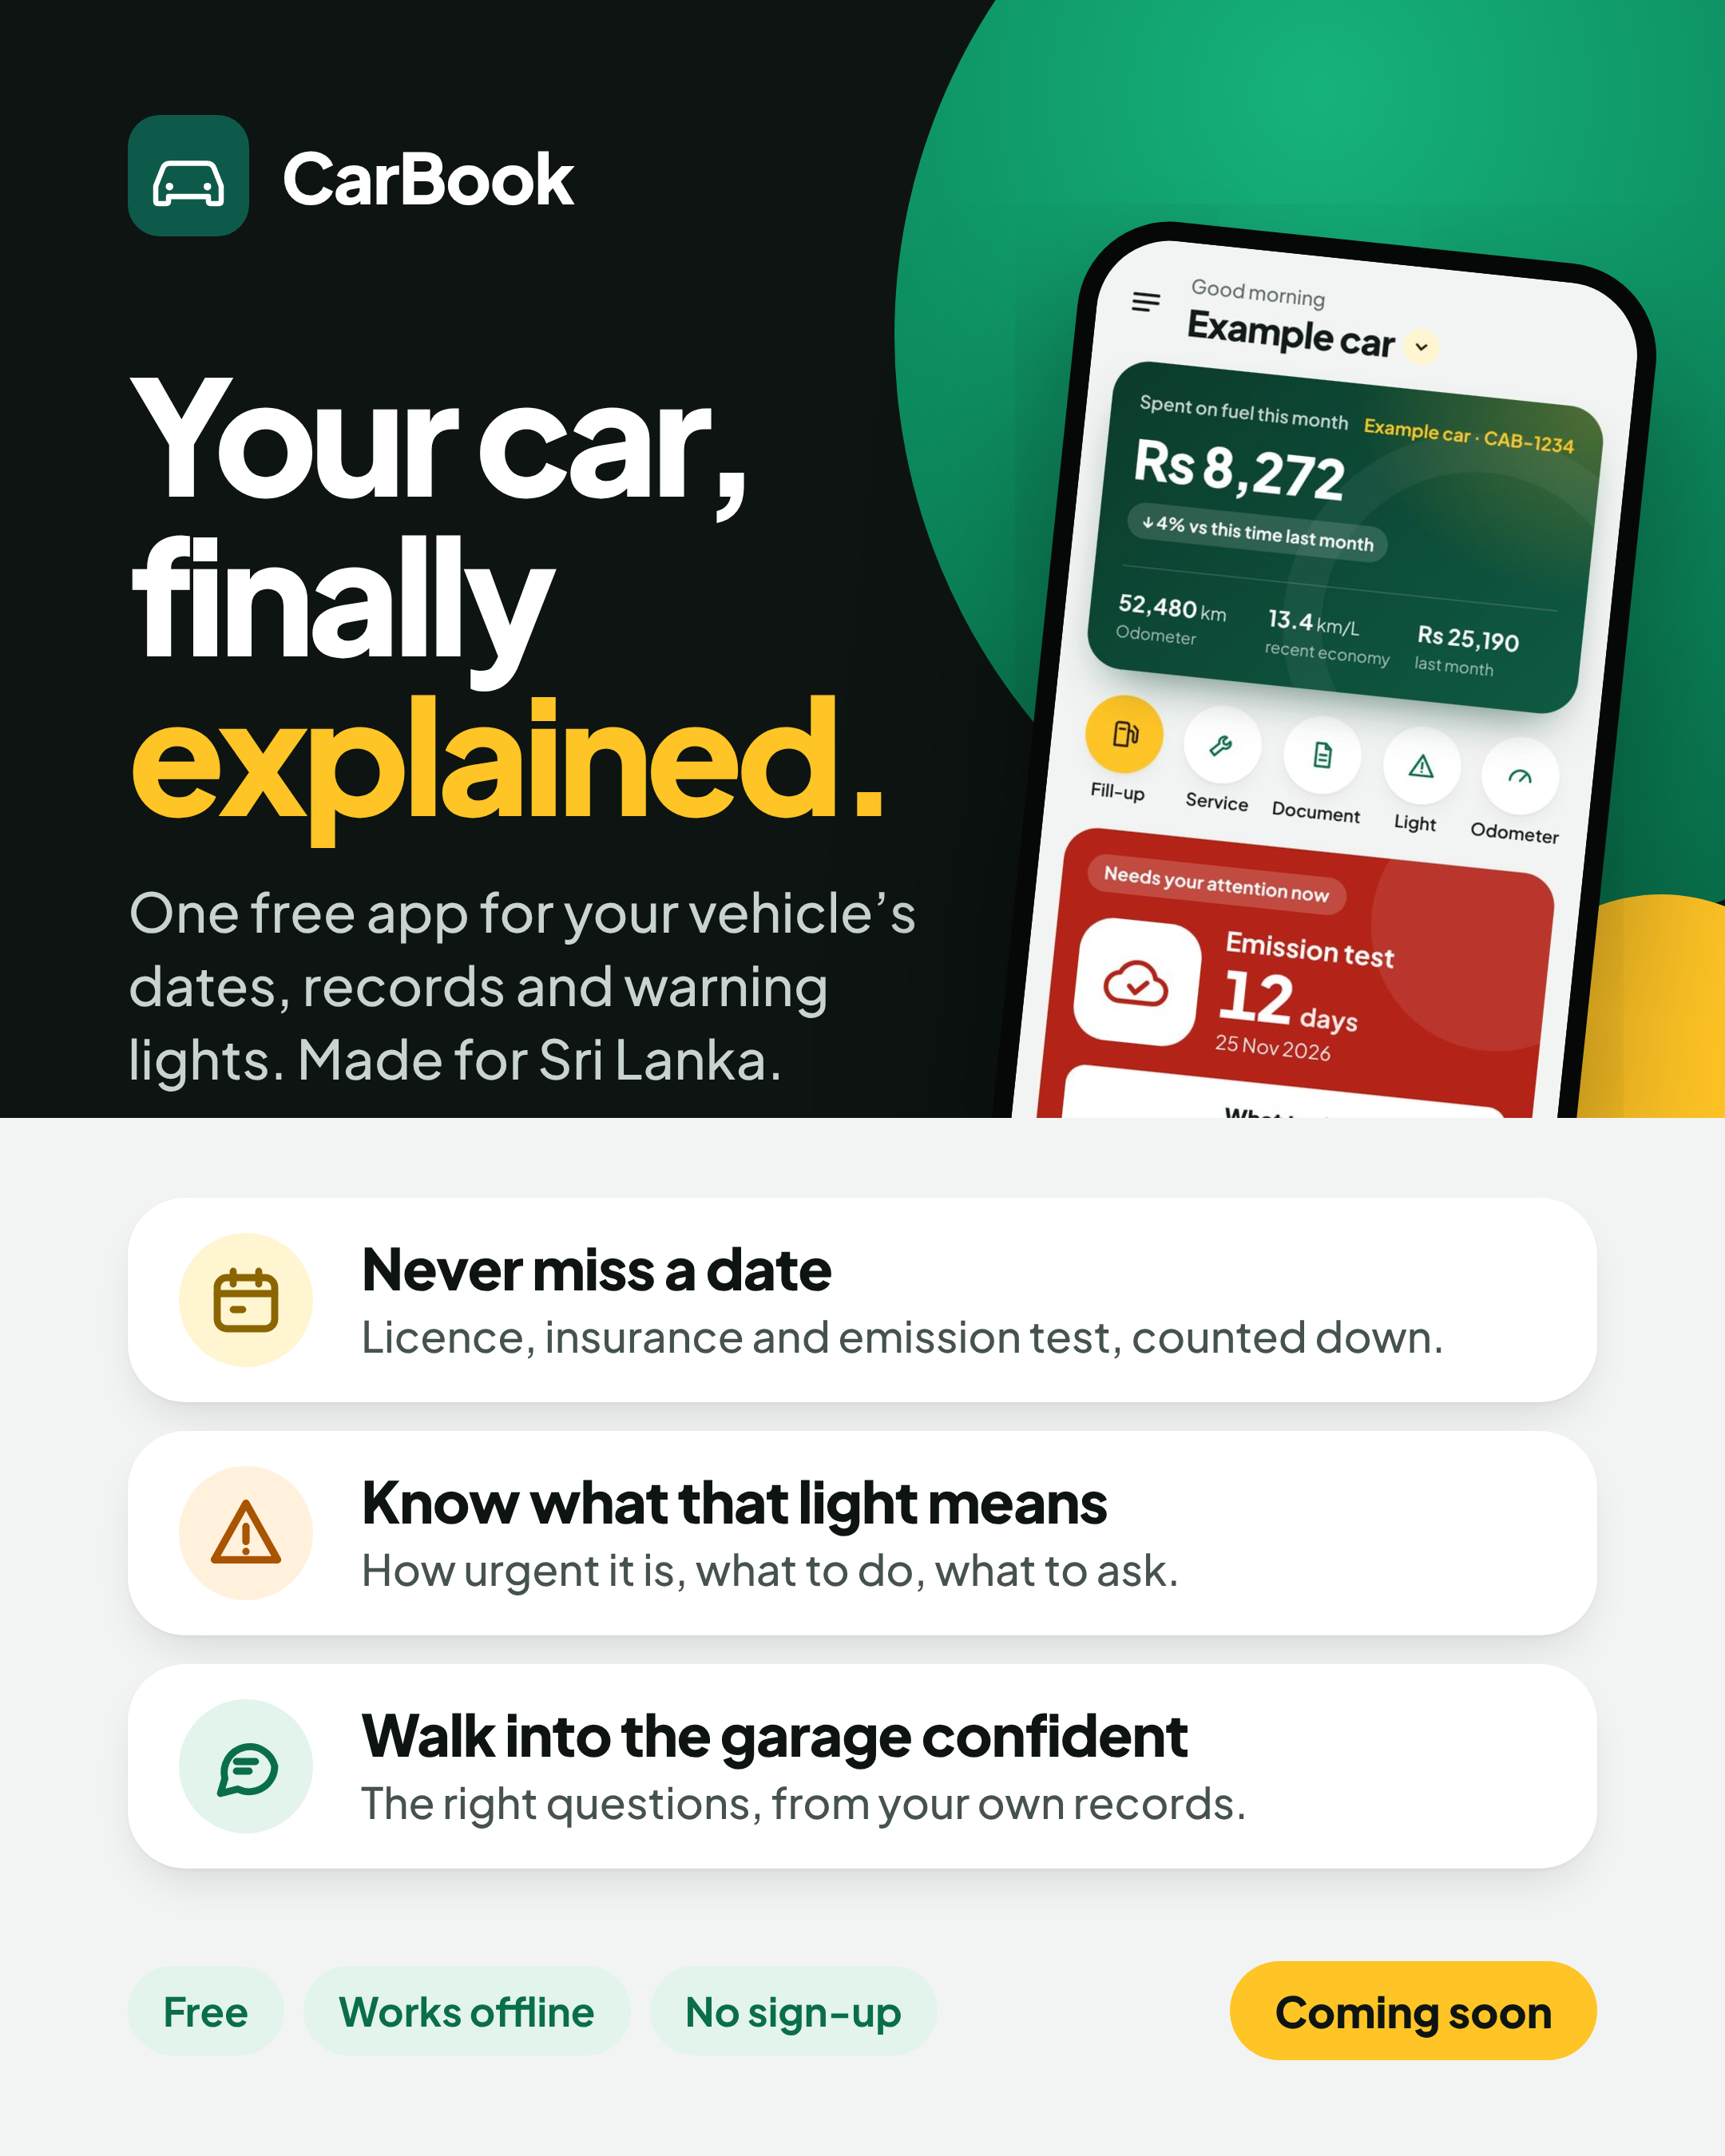 CarBook
Your car,
finally
explained.
One free app for your vehicle’s
dates, records and warning
lights. Made for Sri Lanka.
Good morning
Example car
Spent on fuel this month
Example car · CAB-1234
Rs 8,272
↓ 4% vs this time last month
52,480 km
Odometer
13.4 km/L
recent economy
Rs 25,190
last month
Fill-up
Service
Document
Light
Odometer
Needs your attention now
Emission test
12 days
25 Nov 2026
Never miss a date
Licence, insurance and emission test, counted down.
Know what that light means
How urgent it is, what to do, what to ask.
Walk into the garage confident
The right questions, from your own records.
Free
Works offline
No sign-up
Coming soon